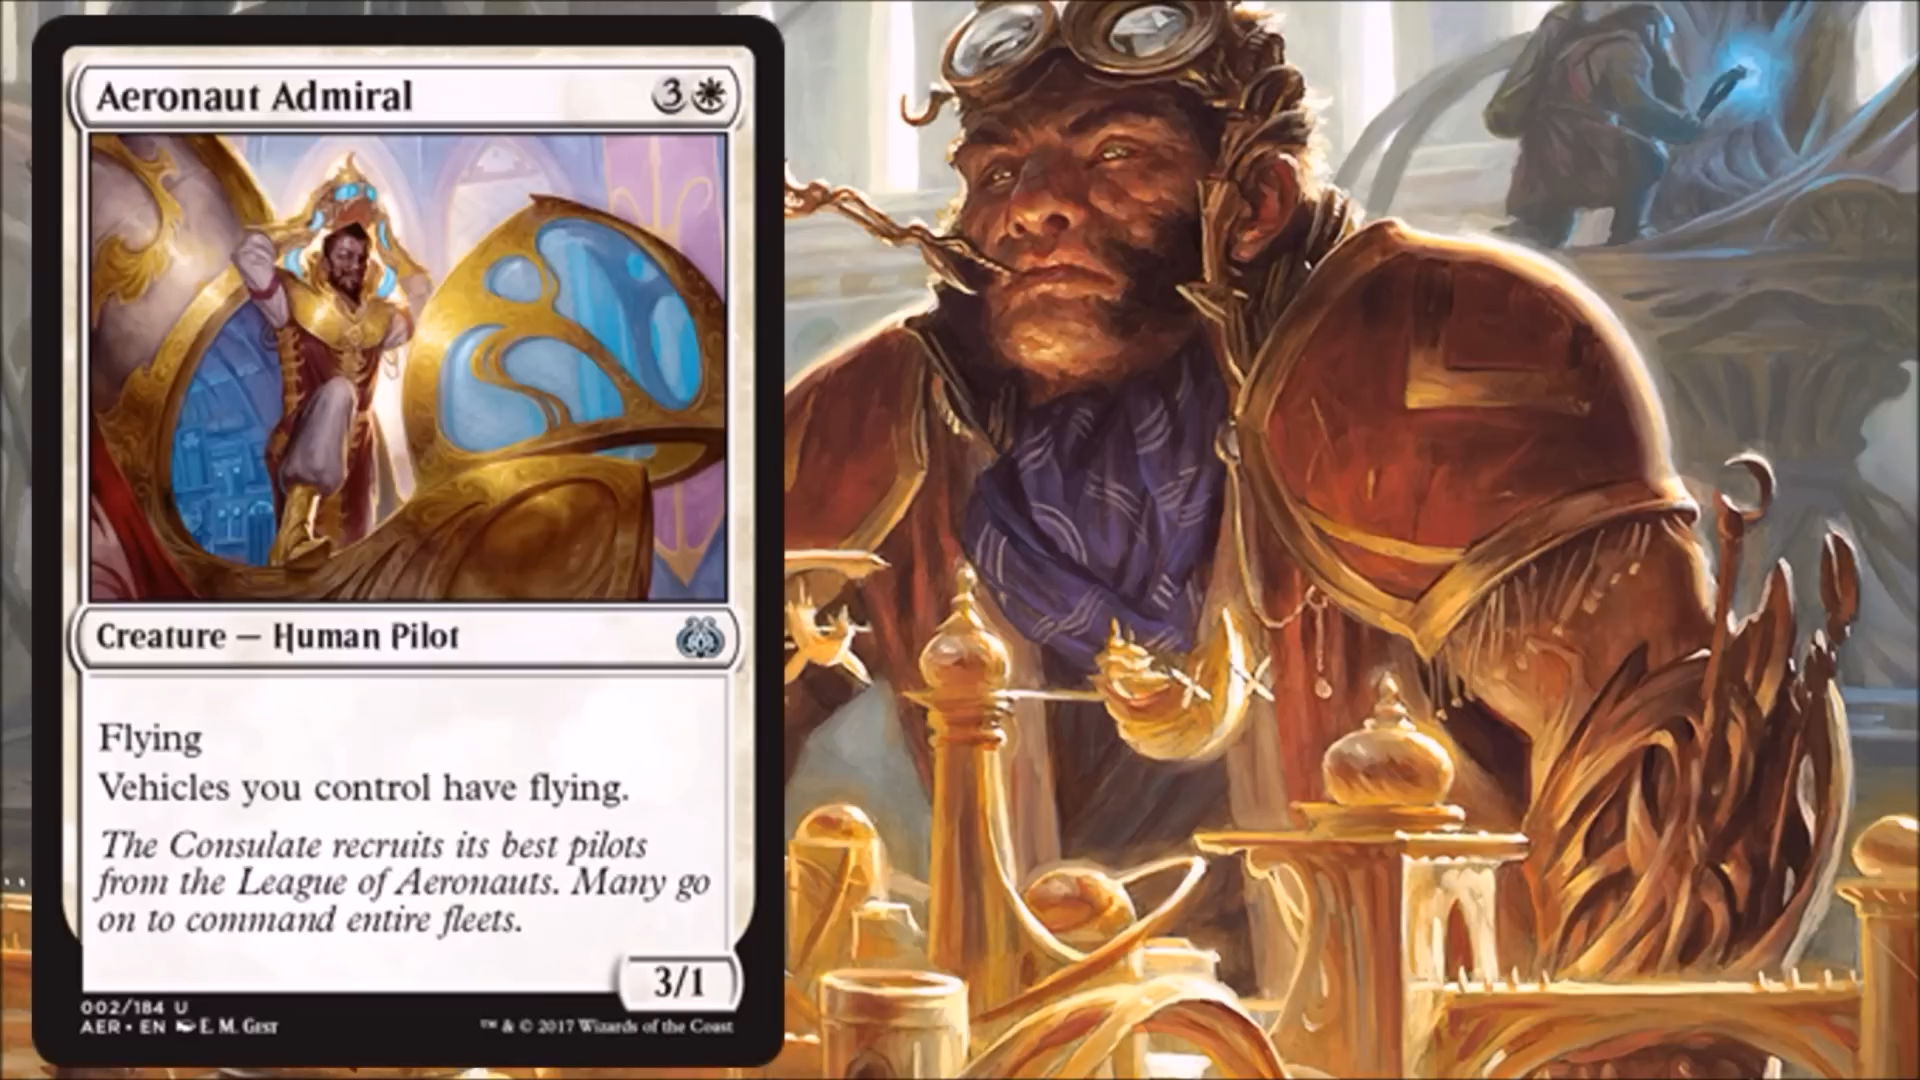 Aeronaut Admiral
3
Creature — Human Pilot
Flying
Vehicles you control have flying.
The Consulate recruits its best pilots
from the League of Aeronauts. Many go
on to command entire fleets.
3/1
002/184 U
AER • EN E. M. Gist
™ & © 2017 Wizards of the Coast